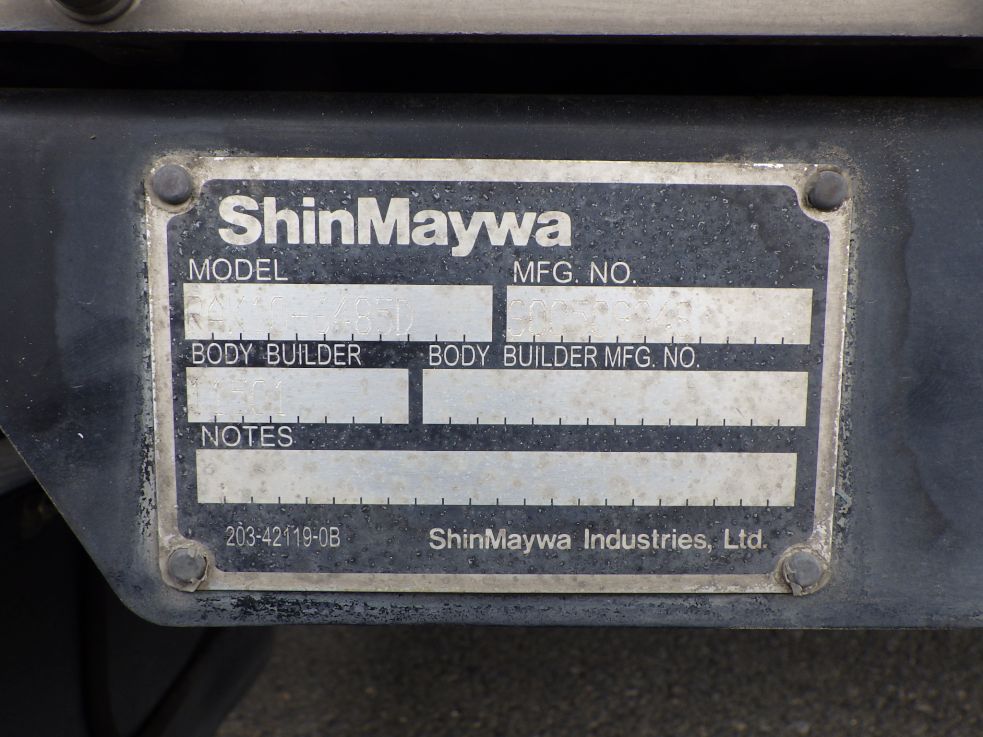 ShinMaywa
MODEL MFG. NO.
BODY BUILDER BODY BUILDER MFG. NO.
NOTES
203-42119-0B ShinMaywa Industries, Ltd.